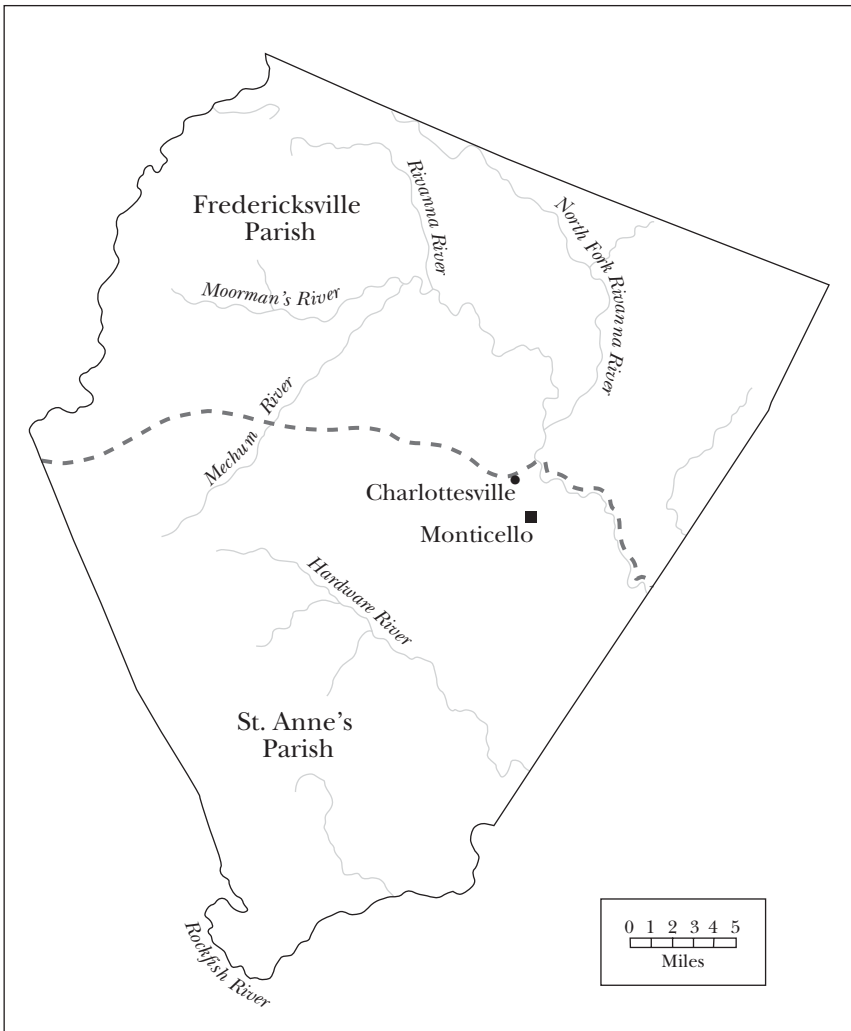 Fredericksville
Parish
Rivanna River
North Fork Rivanna River
Moorman's River
Mechum River
Charlottesville
Monticello
Hardware River
St. Anne's
Parish
Rockfish River
0 1 2 3 4 5
Miles